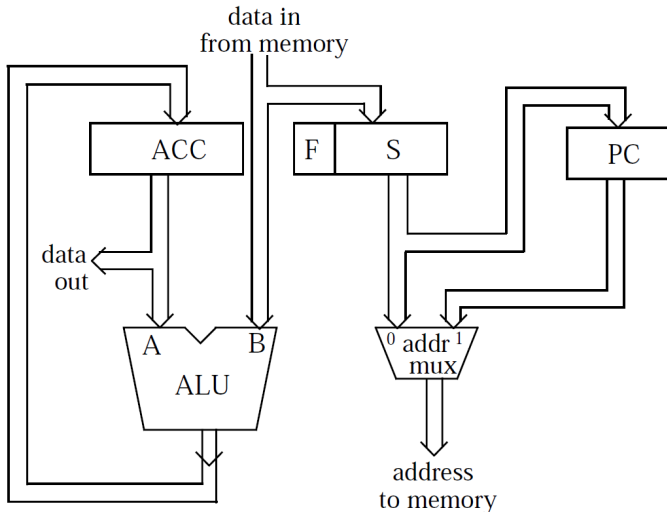 data in
from memory
ACC
F
S
PC
data
out
A
B
ALU
0
addr
1
mux
address
to memory